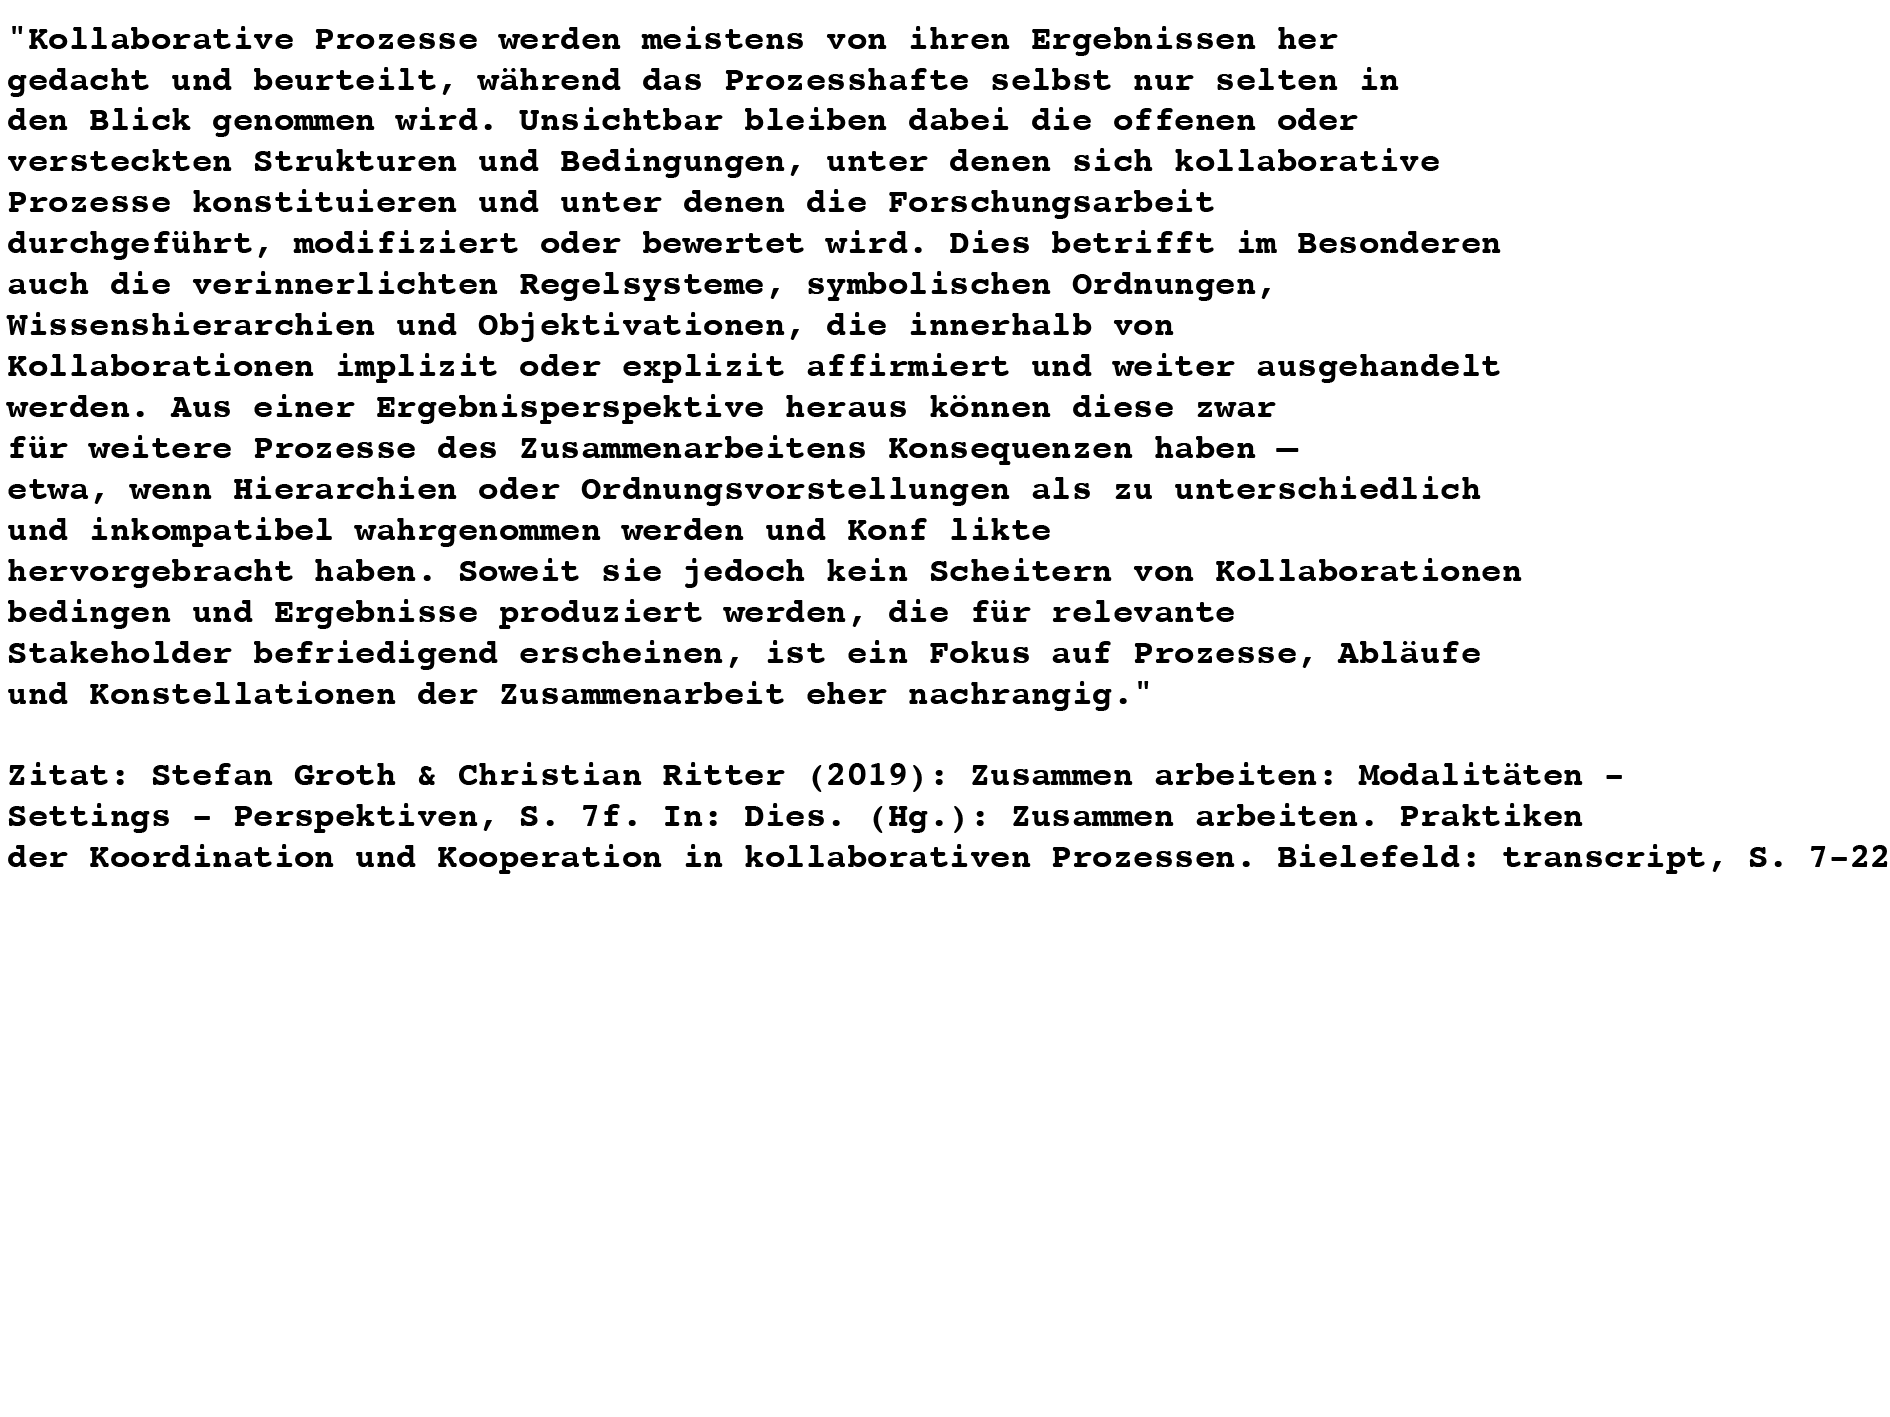 "Kollaborative Prozesse werden meistens von ihren Ergebnissen her
gedacht und beurteilt, während das Prozesshafte selbst nur selten in
den Blick genommen wird. Unsichtbar bleiben dabei die offenen oder
versteckten Strukturen und Bedingungen, unter denen sich kollaborative
Prozesse konstituieren und unter denen die Forschungsarbeit
durchgeführt, modifiziert oder bewertet wird. Dies betrifft im Besonderen
auch die verinnerlichten Regelsysteme, symbolischen Ordnungen,
Wissenshierarchien und Objektivationen, die innerhalb von
Kollaborationen implizit oder explizit affirmiert und weiter ausgehandelt
werden. Aus einer Ergebnisperspektive heraus können diese zwar
für weitere Prozesse des Zusammenarbeitens Konsequenzen haben —
etwa, wenn Hierarchien oder Ordnungsvorstellungen als zu unterschiedlich
und inkompatibel wahrgenommen werden und Konf likte
hervorgebracht haben. Soweit sie jedoch kein Scheitern von Kollaborationen
bedingen und Ergebnisse produziert werden, die für relevante
Stakeholder befriedigend erscheinen, ist ein Fokus auf Prozesse, Abläufe
und Konstellationen der Zusammenarbeit eher nachrangig."
Zitat: Stefan Groth & Christian Ritter (2019): Zusammen arbeiten: Modalitäten –
Settings – Perspektiven, S. 7f. In: Dies. (Hg.): Zusammen arbeiten. Praktiken
der Koordination und Kooperation in kollaborativen Prozessen. Bielefeld: transcript, S. 7–22